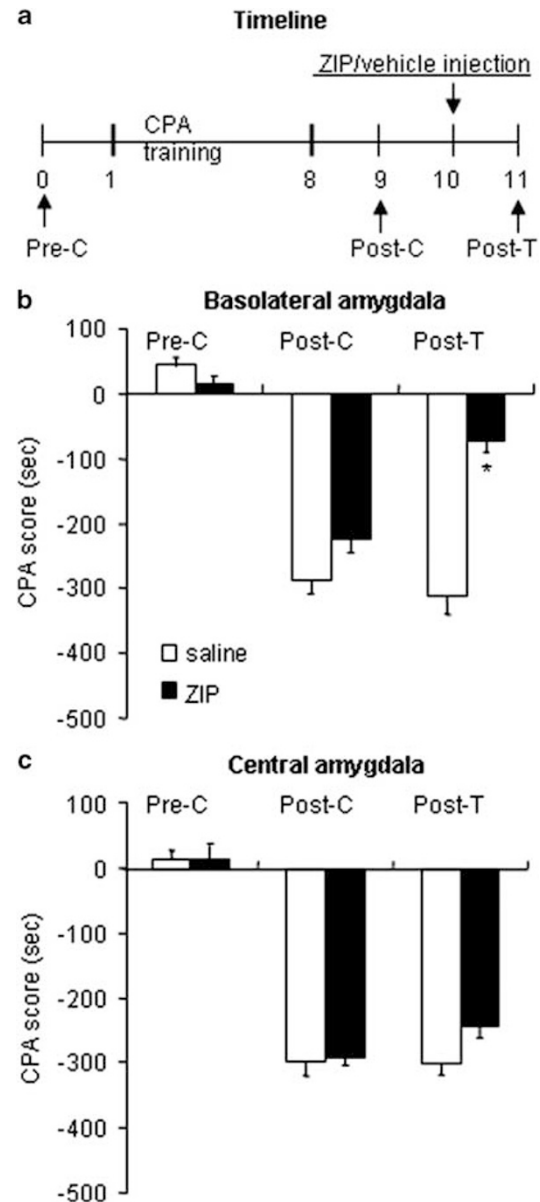 a
Timeline
ZIP/vehicle injection
CPA
training
0 1 8 9 10 11
Pre-C Post-C Post-T
b
Basolateral amygdala
Pre-C Post-C Post-T
100
0
-100
-200
-300
-400
-500
CPA score (sec)
*
saline
ZIP
c
Central amygdala
Pre-C Post-C Post-T
100
0
-100
-200
-300
-400
-500
CPA score (sec)